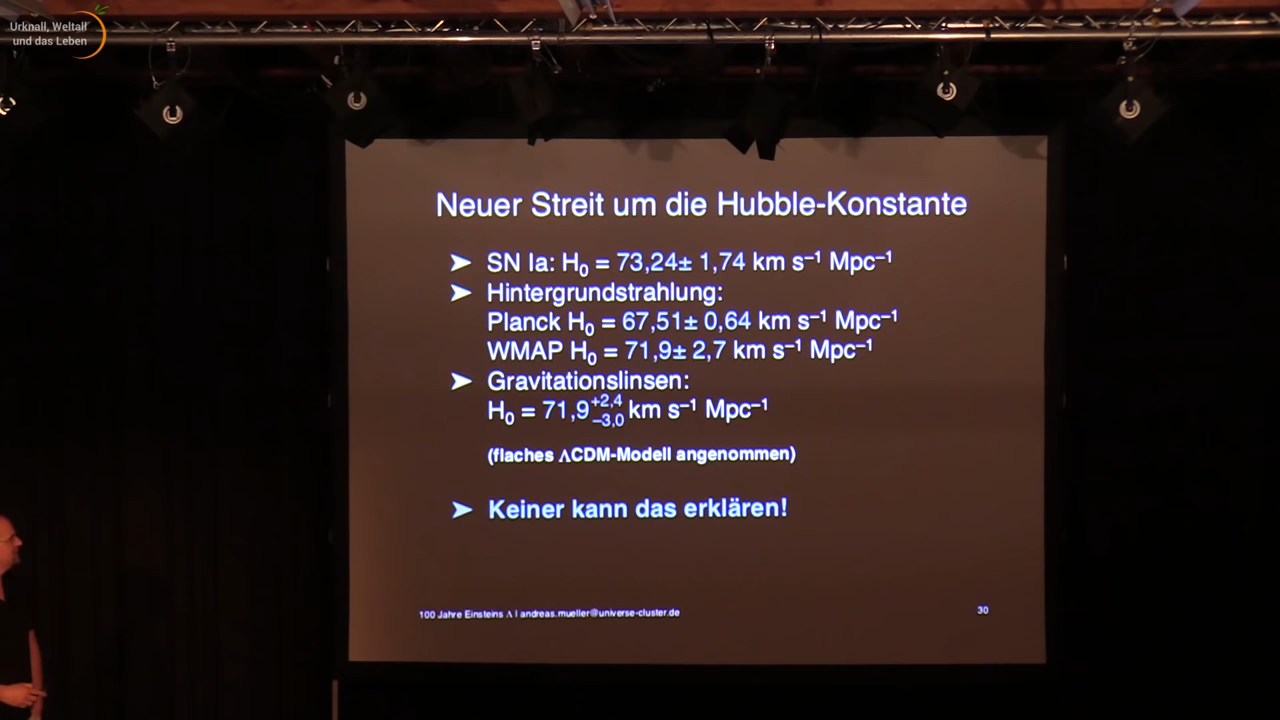 Urknall, Weltall
und das Leben
Neuer Streit um die Hubble-Konstante
➤ SN Ia: H₀ = 73,24± 1,74 km s⁻¹ Mpc⁻¹
➤ Hintergrundstrahlung:
Planck H₀ = 67,51± 0,64 km s⁻¹ Mpc⁻¹
WMAP H₀ = 71,9± 2,7 km s⁻¹ Mpc⁻¹
➤ Gravitationslinsen:
H₀ = 71,9 +2,4 −3,0 km s⁻¹ Mpc⁻¹
(flaches ΛCDM-Modell angenommen)
➤ Keiner kann das erklären!
100 Jahre Einsteins Λ | andreas.mueller@universe-cluster.de 30